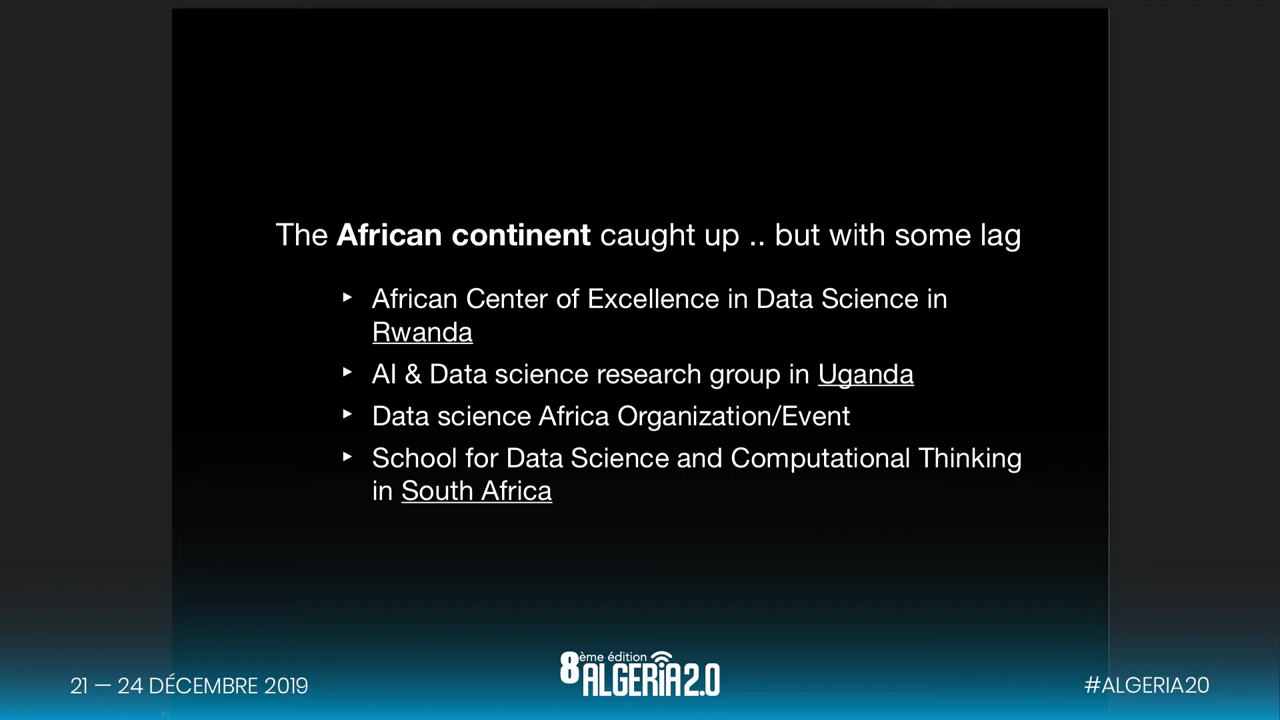 The African continent caught up .. but with some lag
‣ African Center of Excellence in Data Science in
Rwanda
‣ AI & Data science research group in Uganda
‣ Data science Africa Organization/Event
‣ School for Data Science and Computational Thinking
in South Africa
21 — 24 DÉCEMBRE 2019
8ème édition
ALGERIA2.0
#ALGERIA20